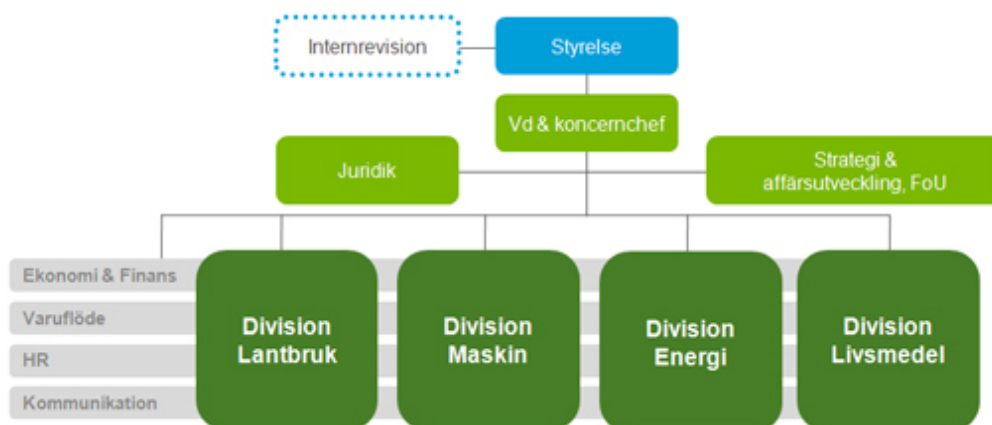 Internrevision
Styrelse
Vd & koncernchef
Juridik
Strategi &
affärsutveckling, FoU
Ekonomi & Finans
Varuflöde
HR
Kommunikation
Division
Lantbruk
Division
Maskin
Division
Energi
Division
Livsmedel